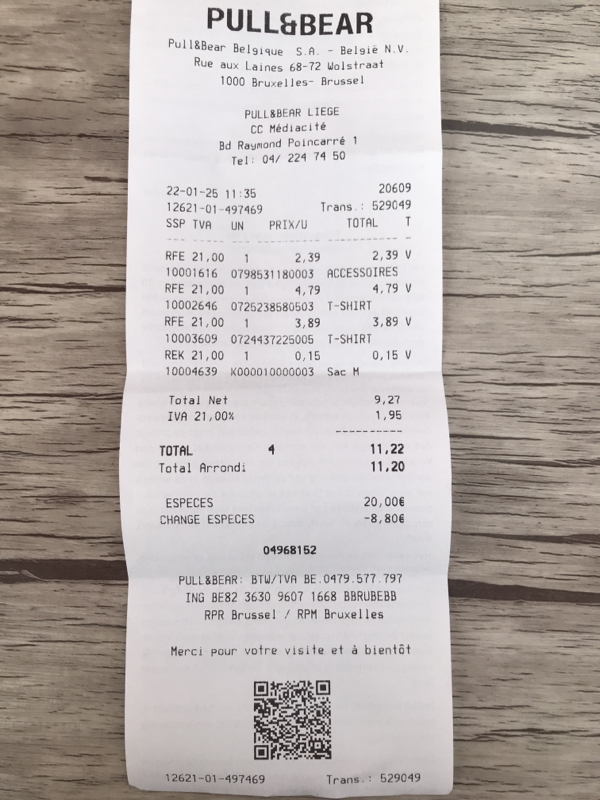 PULL&BEAR
Pull&Bear Belgique S.A. - België N.V.
Rue aux Laines 68-72 Wolstraat
1000 Bruxelles- Brussel
PULL&BEAR LIEGE
CC Médiacité
Bd Raymond Poincarré 1
Tel: 04/ 224 74 50
22-01-25 11:35 20609
12621-01-497469 Trans.: 529049
SSP TVA UN PRIX/U TOTAL T
--- ---- --- -------- ---------- -
RFE 21,00 1 2,39 2,39 V
10001616 0798531180003 ACCESSOIRES
RFE 21,00 1 4,79 4,79 V
10002646 0725238580503 T-SHIRT
RFE 21,00 1 3,89 3,89 V
10003609 0724437225005 T-SHIRT
REK 21,00 1 0,15 0,15 V
10004639 K000010000003 Sac M
Total Net 9,27
IVA 21,00% 1,95
----------
TOTAL 4 11,22
Total Arrondi 11,20
ESPECES 20,00€
CHANGE ESPECES -8,80€
04968152
PULL&BEAR: BTW/TVA BE.0479.577.797
ING BE82 3630 9607 1668 BBRUBEBB
RPR Brussel / RPM Bruxelles
Merci pour votre visite et à bientôt
12621-01-497469 Trans.: 529049